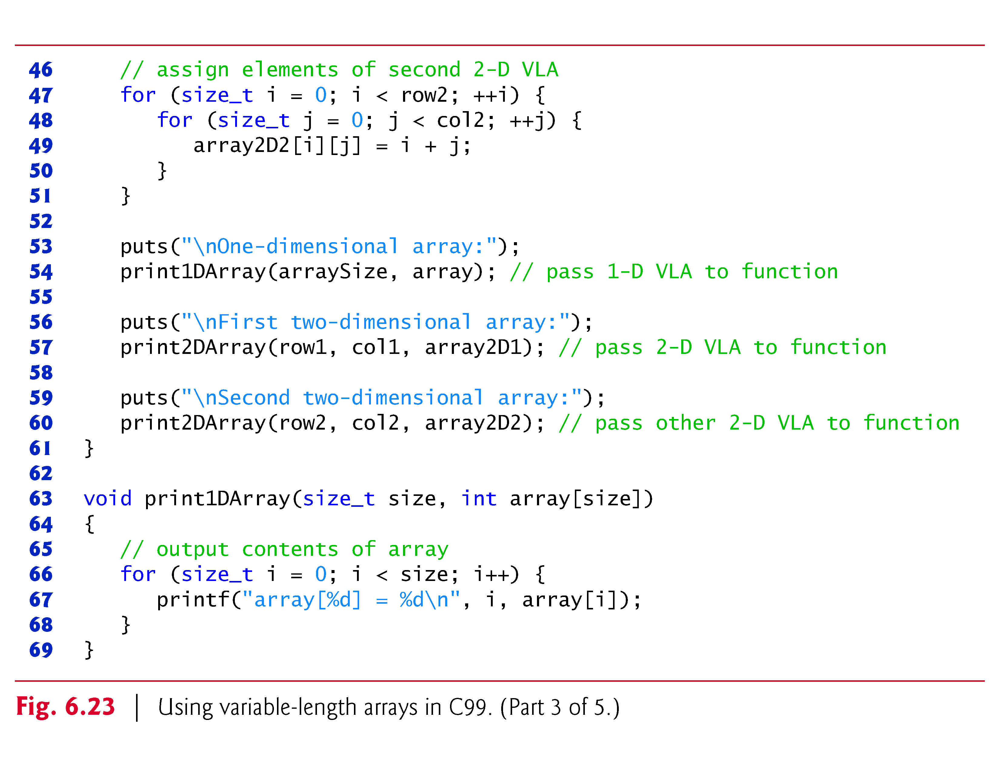 46 // assign elements of second 2-D VLA
47 for (size_t i = 0; i < row2; ++i) {
48 for (size_t j = 0; j < col2; ++j) {
49 array2D2[i][j] = i + j;
50 }
51 }
52
53 puts("\nOne-dimensional array:");
54 print1DArray(arraySize, array); // pass 1-D VLA to function
55
56 puts("\nFirst two-dimensional array:");
57 print2DArray(row1, col1, array2D1); // pass 2-D VLA to function
58
59 puts("\nSecond two-dimensional array:");
60 print2DArray(row2, col2, array2D2); // pass other 2-D VLA to function
61 }
62
63 void print1DArray(size_t size, int array[size])
64 {
65 // output contents of array
66 for (size_t i = 0; i < size; i++) {
67 printf("array[%d] = %d\n", i, array[i]);
68 }
69 }
Fig. 6.23 | Using variable-length arrays in C99. (Part 3 of 5.)